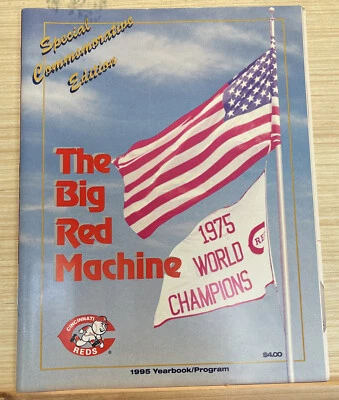 Special
Commemorative
Edition
The
Big
Red
Machine
1975
WORLD
CHAMPIONS
CINCINNATI
REDS
$4.00
1995 Yearbook/Program